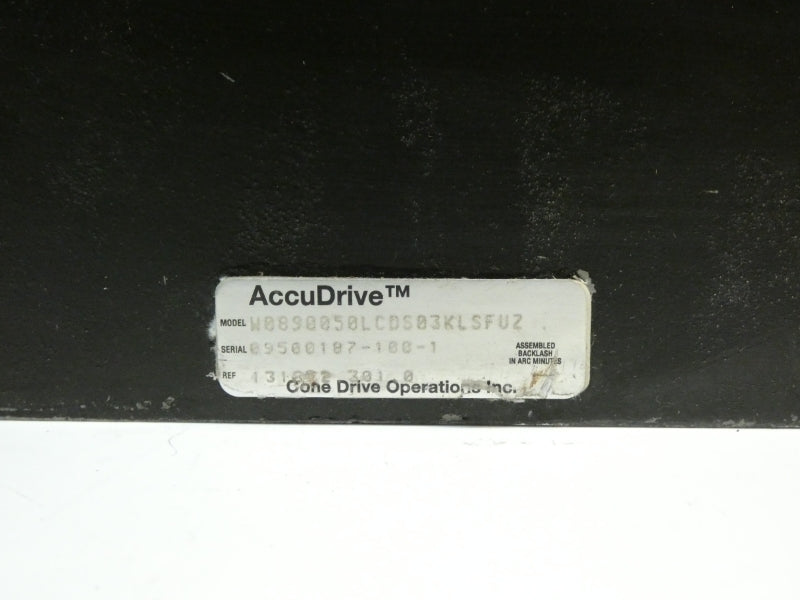 AccuDrive™
MODEL W0890050LCDS03KLSFUZ
SERIAL 09500187-100-1
ASSEMBLED
BACKLASH
IN ARC MINUTES
REF
Cone Drive Operations Inc.